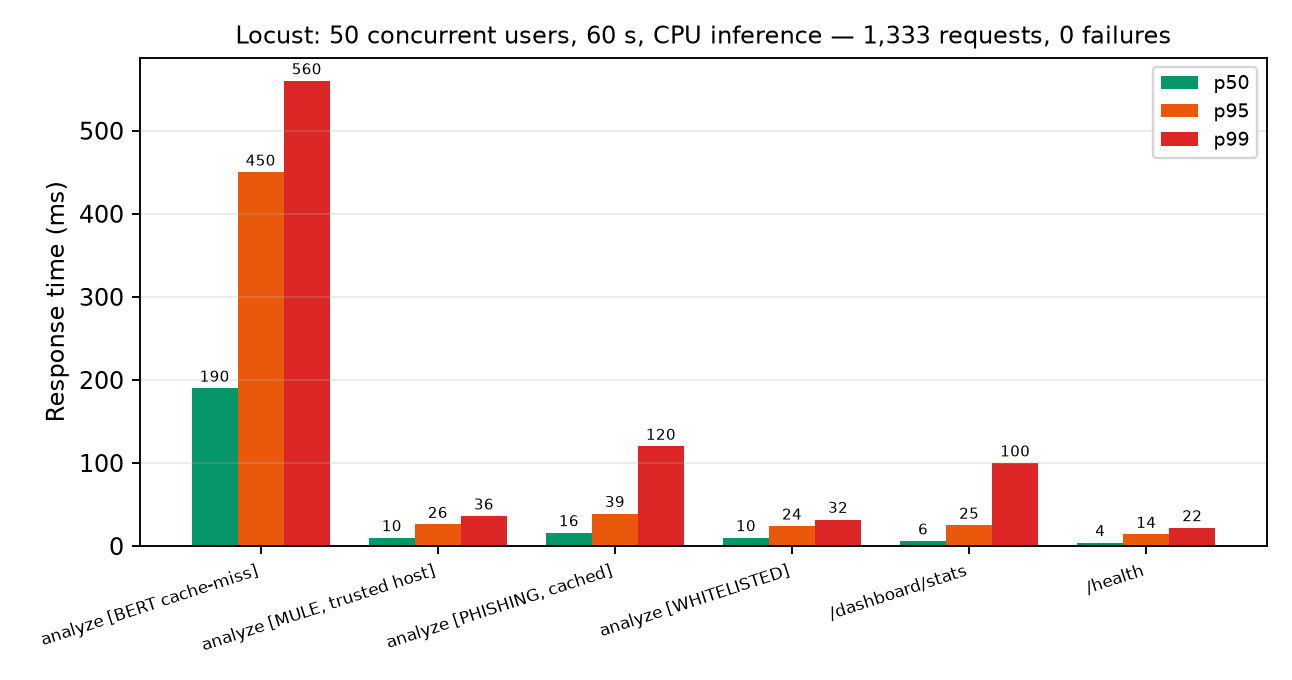 Locust: 50 concurrent users, 60 s, CPU inference — 1,333 requests, 0 failures
Response time (ms)
500
400
300
200
100
0
p50
p95
p99
190
450
560
10
26
36
16
39
120
10
24
32
6
25
100
4
14
22
analyze [BERT cache-miss]
analyze [MULE, trusted host]
analyze [PHISHING, cached]
analyze [WHITELISTED]
/dashboard/stats
/health